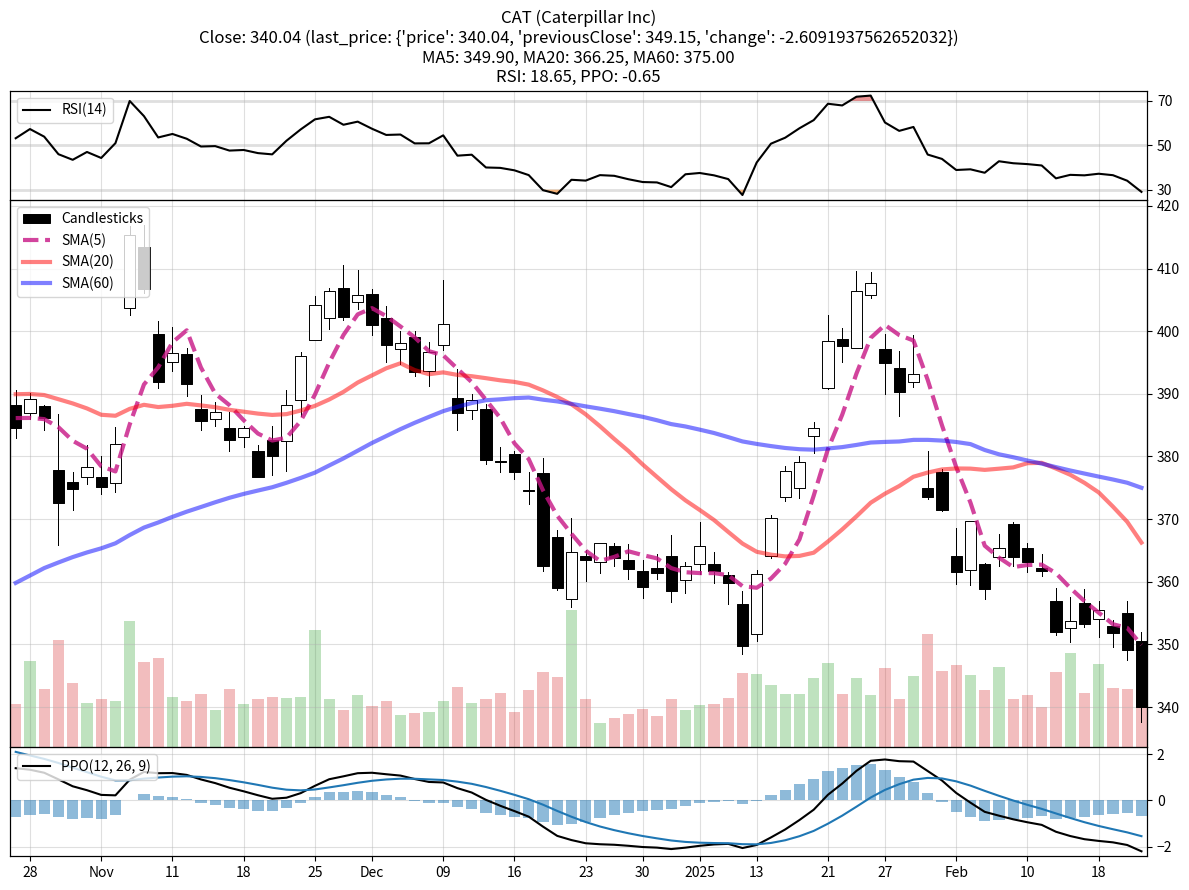 CAT (Caterpillar Inc)
Close: 340.04 (last_price: {'price': 340.04, 'previousClose': 349.15, 'change': -2.6091937562652032})
MA5: 349.90, MA20: 366.25, MA60: 375.00
RSI: 18.65, PPO: -0.65
RSI(14)
70
50
30
Candlesticks
SMA(5)
SMA(20)
SMA(60)
420
410
400
390
380
370
360
350
340
PPO(12, 26, 9)
2
0
−2
28 Nov 11 18 25 Dec 09 16 23 30 2025 13 21 27 Feb 10 18